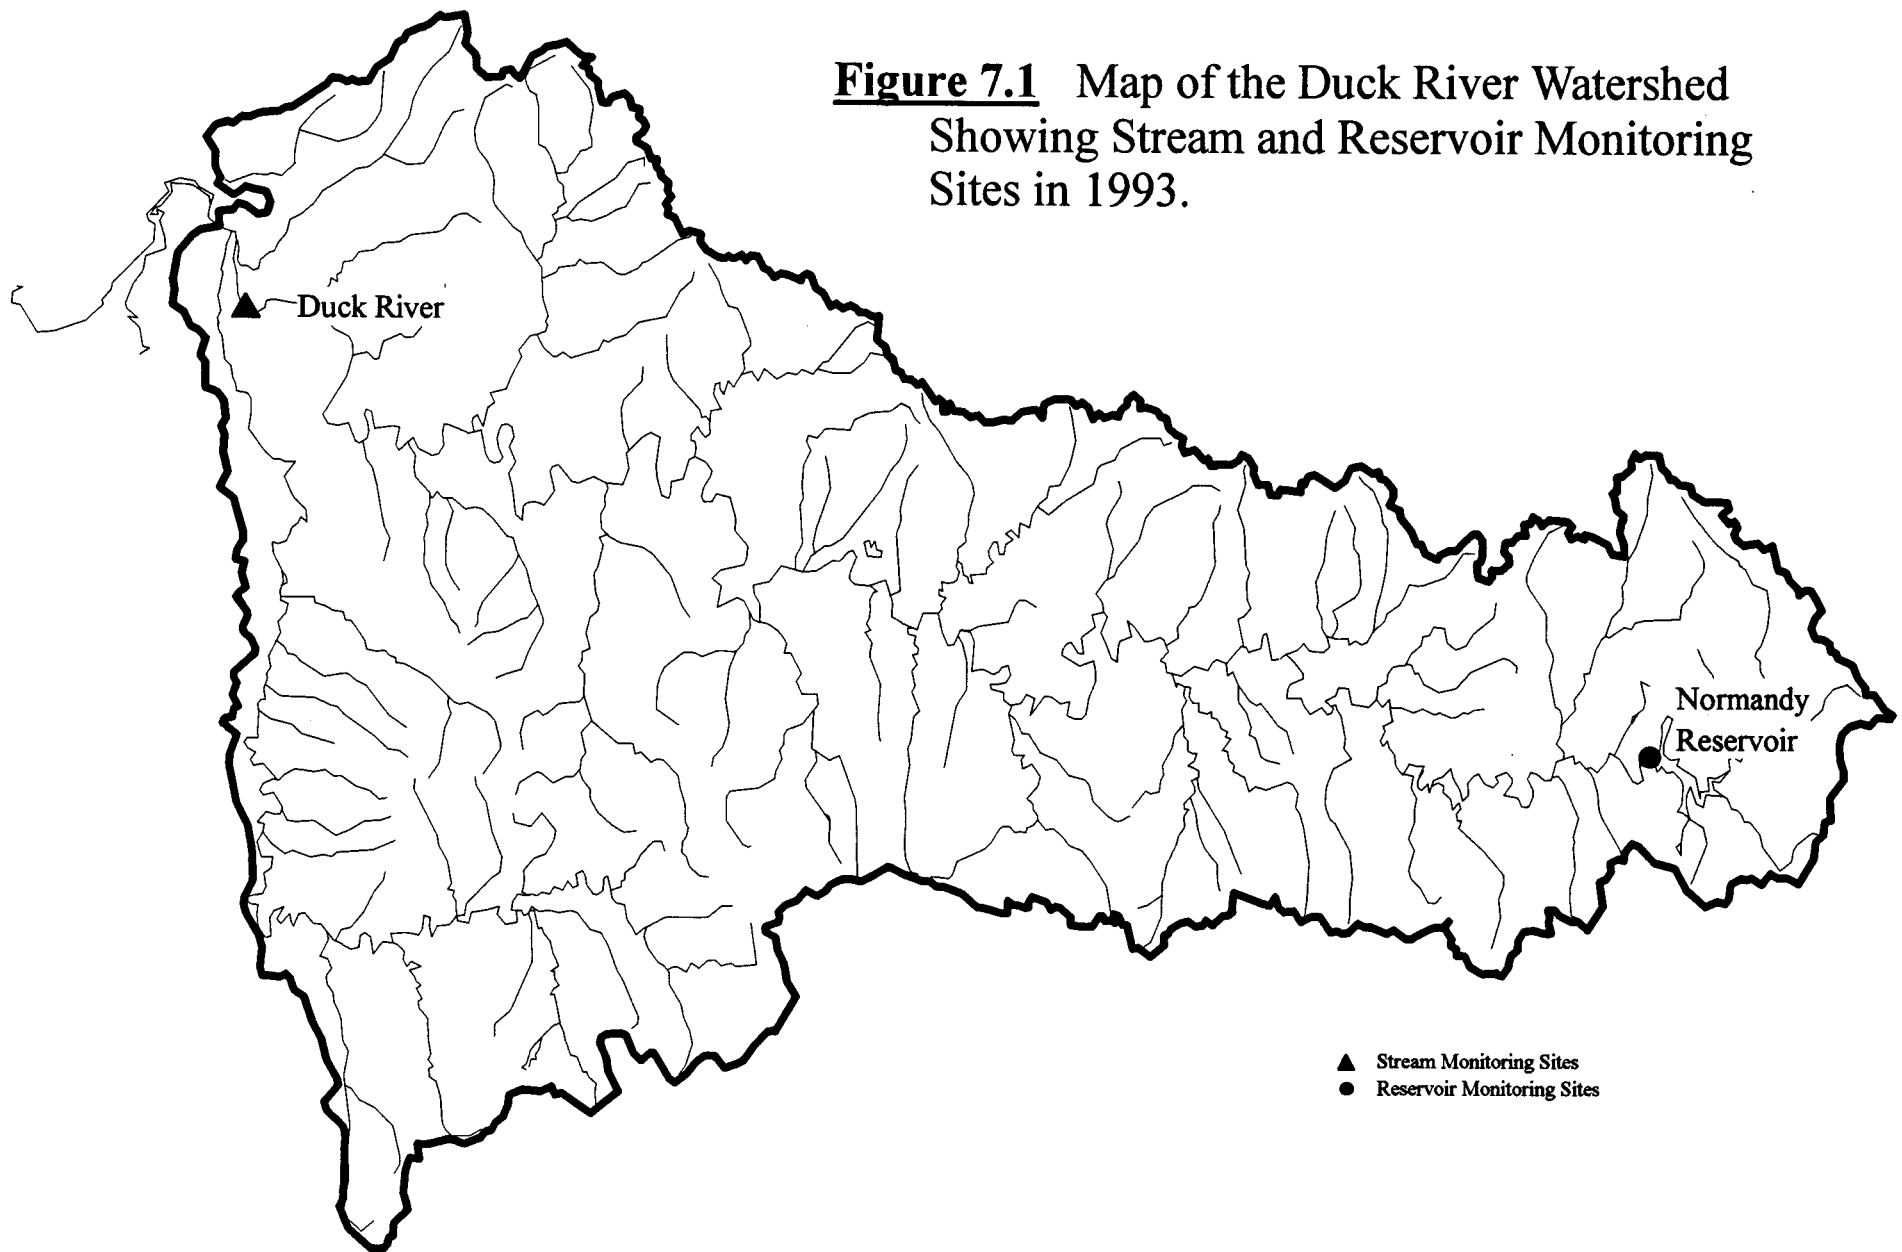 Figure 7.1 Map of the Duck River Watershed
Showing Stream and Reservoir Monitoring
Sites in 1993.
Duck River
Normandy
Reservoir
Stream Monitoring Sites
Reservoir Monitoring Sites